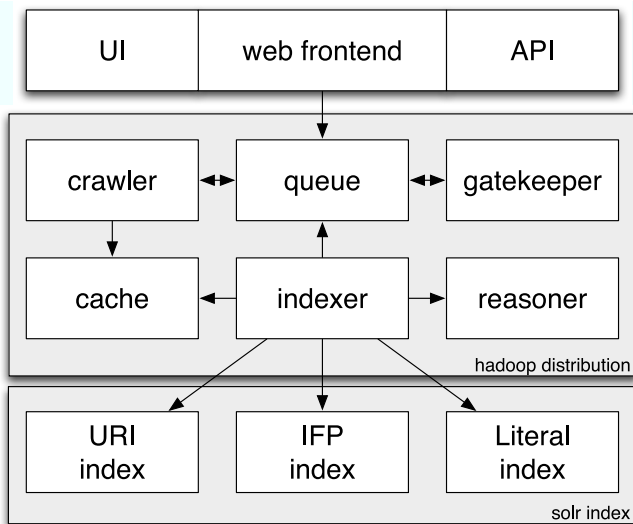 UI web frontend API
crawler queue gatekeeper
cache indexer reasoner
hadoop distribution
URI IFP Literal
index index index
solr index